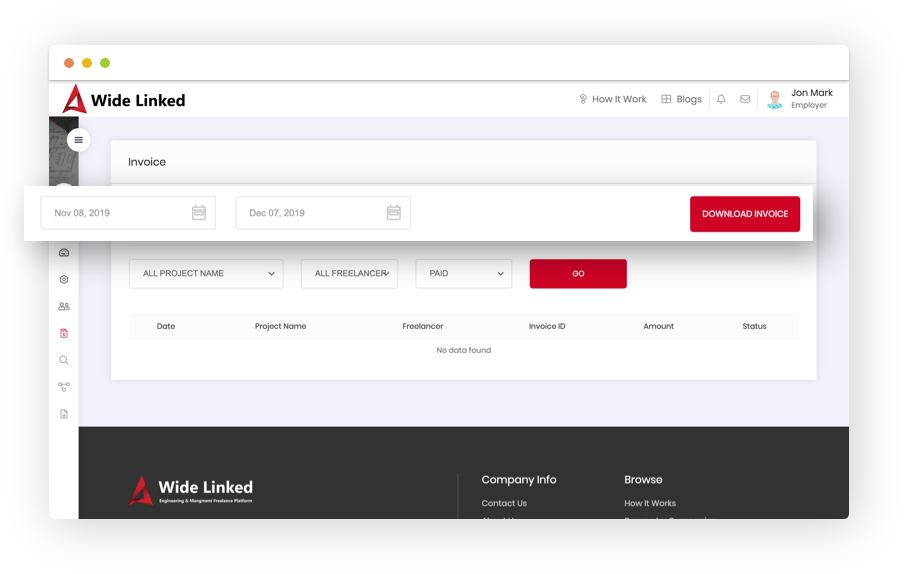 Wide Linked
How It Work
Blogs
Jon Mark
Employer
Invoice
Nov 08, 2019
Dec 07, 2019
DOWNLOAD INVOICE
ALL PROJECT NAME
ALL FREELANCER
PAID
GO
Date Project Name Freelancer Invoice ID Amount Status
No data found
Wide Linked
Engineering & Mangment Freelance Platform
Company Info
Browse
Contact Us
How It Works